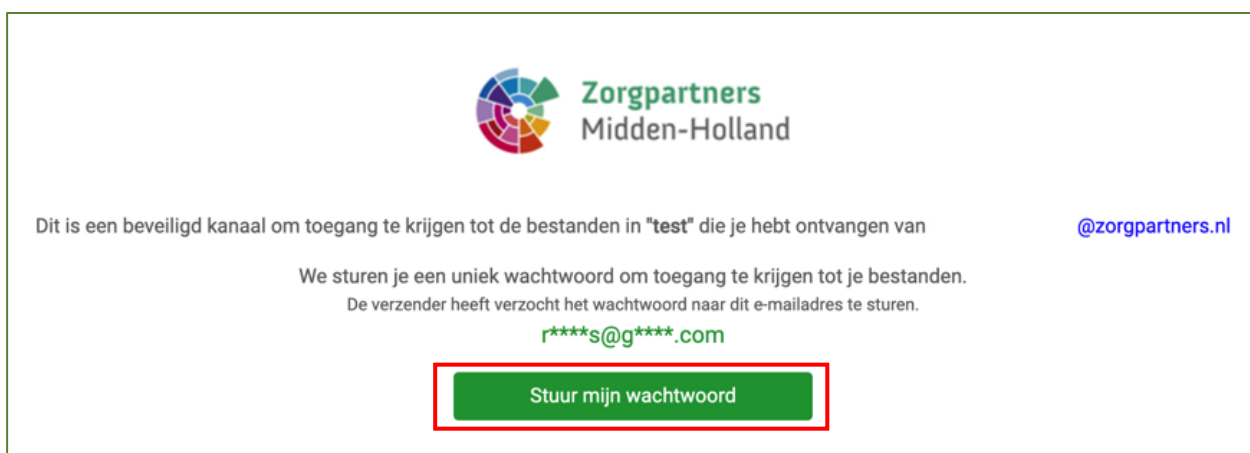 Zorgpartners
Midden-Holland
Dit is een beveiligd kanaal om toegang te krijgen tot de bestanden in "test" die je hebt ontvangen van @zorgpartners.nl
We sturen je een uniek wachtwoord om toegang te krijgen tot je bestanden.
De verzender heeft verzocht het wachtwoord naar dit e-mailadres te sturen.
r****s@g****.com
Stuur mijn wachtwoord